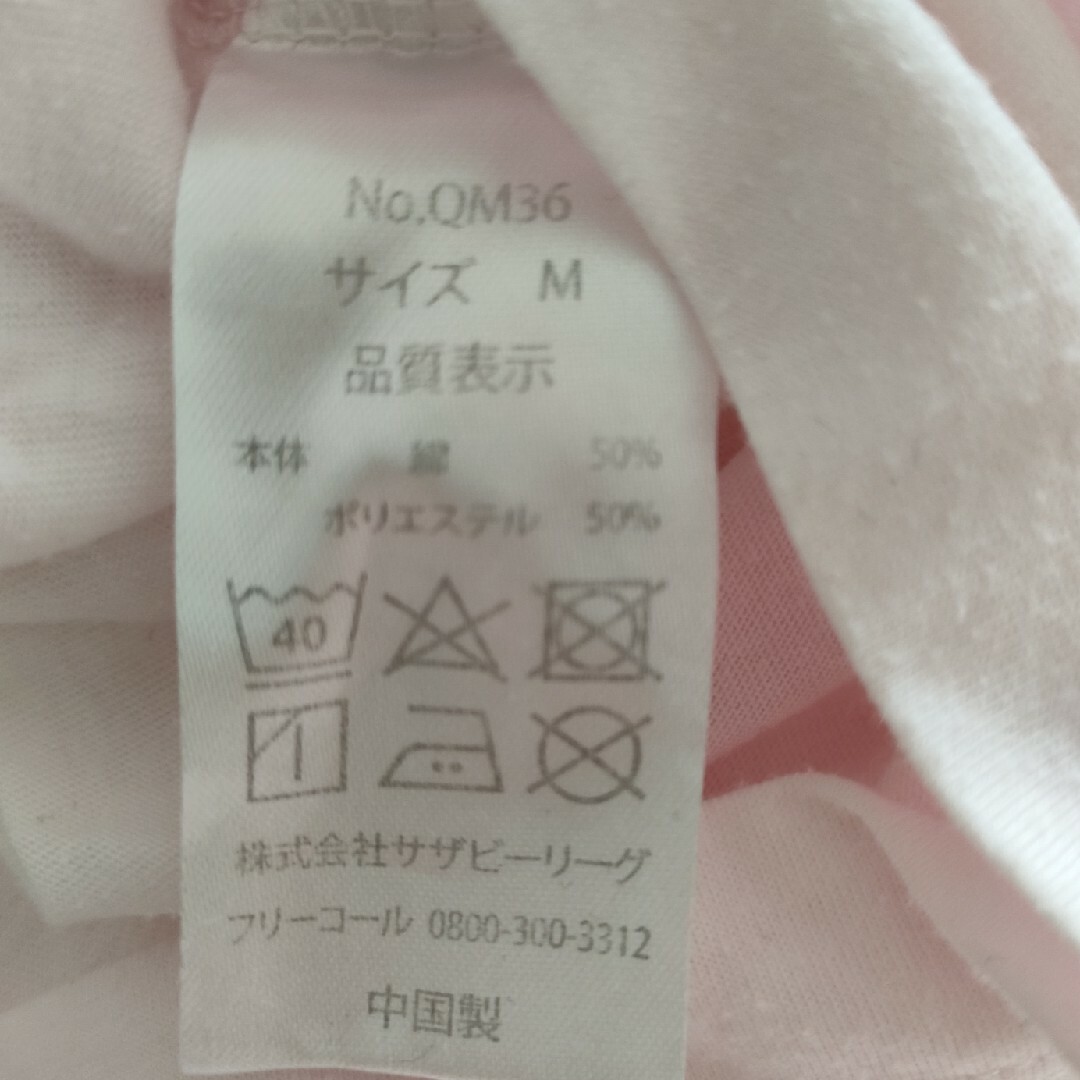 No.QM36
サイズ M
品質表示
本体 綿 50%
ポリエステル 50%
40
株式会社サザビーリーグ
フリーコール 0800-300-3312
中国製